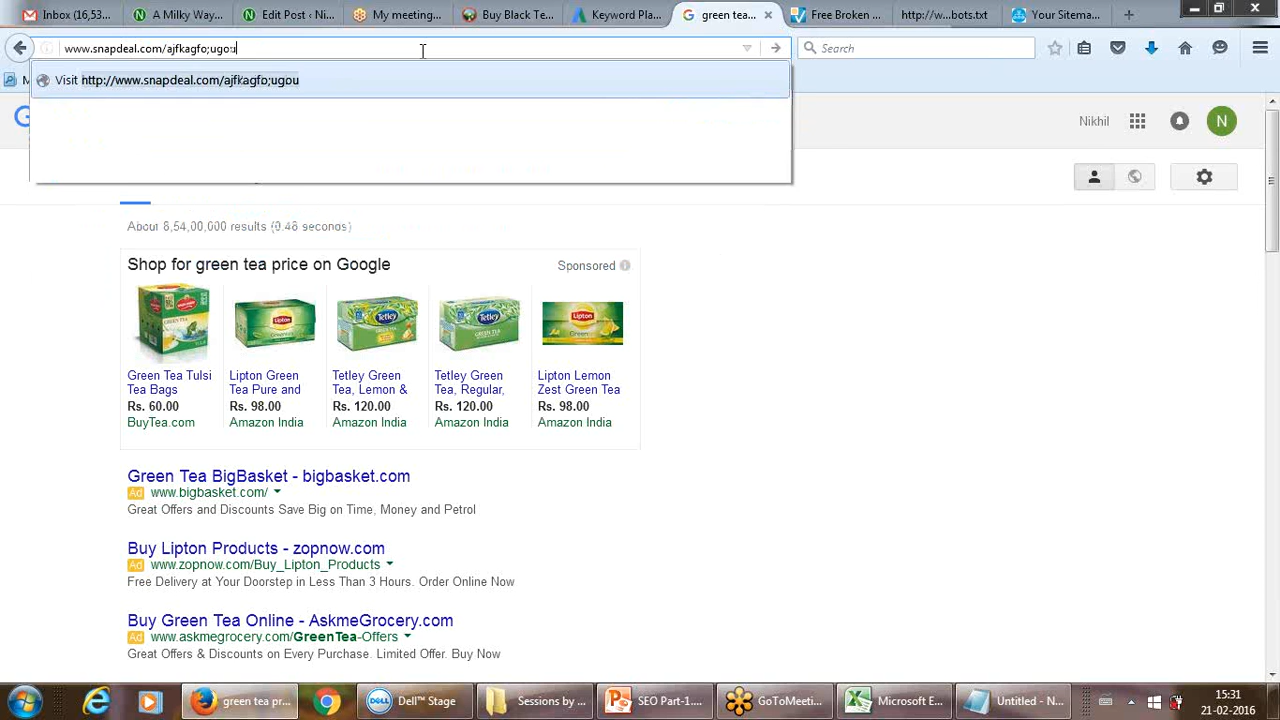 Inbox (16,53...
A Milky Way...
Edit Post ‹ Ni...
My meeting...
Buy Black Te...
Keyword Pla...
green tea...
Free Broken ...
http://w...bots.txt
Your Sitema...
www.snapdeal.com/ajfkagfo;ugou
Search
Visit http://www.snapdeal.com/ajfkagfo;ugou
Nikhil
N
About 8,54,00,000 results (0.46 seconds)
Shop for green tea price on Google
Sponsored
Green Tea Tulsi
Tea Bags
Rs. 60.00
BuyTea.com
Lipton Green
Tea Pure and
Rs. 98.00
Amazon India
Tetley Green
Tea, Lemon &
Rs. 120.00
Amazon India
Tetley Green
Tea, Regular,
Rs. 120.00
Amazon India
Lipton Lemon
Zest Green Tea
Rs. 98.00
Amazon India
Green Tea BigBasket - bigbasket.com
Ad www.bigbasket.com/
Great Offers and Discounts Save Big on Time, Money and Petrol
Buy Lipton Products - zopnow.com
Ad www.zopnow.com/Buy_Lipton_Products
Free Delivery at Your Doorstep in Less Than 3 Hours. Order Online Now
Buy Green Tea Online - AskmeGrocery.com
Ad www.askmegrocery.com/GreenTea-Offers
Great Offers & Discounts on Every Purchase. Limited Offer. Buy Now
green tea pr...
Dell™ Stage
Sessions by ...
SEO Part-1....
GoToMeeti...
Microsoft E...
Untitled - N...
15:31
21-02-2016